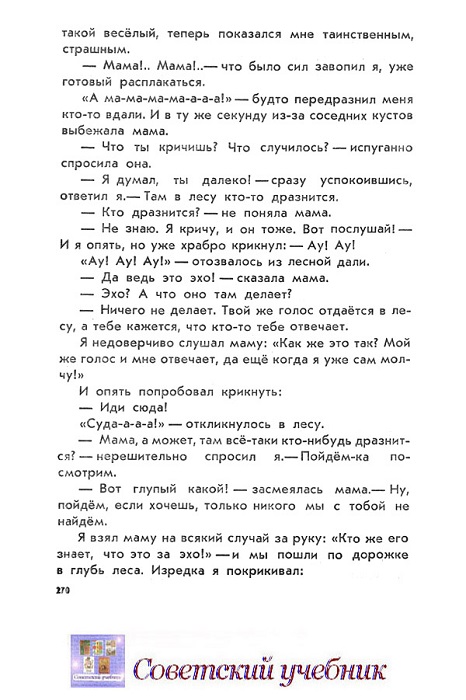 такой весёлый, теперь показался мне таинственным,
страшным.
— Мама!.. Мама!..—что было сил завопил я, уже
готовый расплакаться.
«А ма-ма-ма-ма-а-а-а!»—будто передразнил меня
кто-то вдали. И в ту же секунду из-за соседних кустов
выбежала мама.
— Что ты кричишь? Что случилось?—испуганно
спросила она.
— Я думал, ты далеко!—сразу успокоившись,
ответил я.—Там в лесу кто-то дразнится.
— Кто дразнится?—не поняла мама.
— Не знаю. Я кричу, и он тоже. Вот послушай!—
И я опять, но уже храбро крикнул:—Ау! Ау!
«Ау! Ау! Ау!»—отозвалось из лесной дали.
— Да ведь это эхо!—сказала мама.
— Эхо? А что оно там делает?
— Ничего не делает. Твой же голос отдаётся в ле-
су, а тебе кажется, что кто-то тебе отвечает.
Я недоверчиво слушал маму: «Как же это так? Мой
же голос и мне отвечает, да ещё когда я уже сам мол-
чу!»
И опять попробовал крикнуть:
— Иди сюда!
«Суда-а-а-а!»—откликнулось в лесу.
— Мама, а может, там всё-таки кто-нибудь дразнит-
ся?—нерешительно спросил я.—Пойдём-ка по-
смотрим.
— Вот глупый какой!—засмеялась мама.—Ну,
пойдём, если хочешь, только никого мы с тобой не
найдём.
Я взял маму на всякий случай за руку: «Кто же его
знает, что это за эхо!»—и мы пошли по дорожке
в глубь леса. Изредка я покрикивал:
270
Советский учебник
Советский учебник